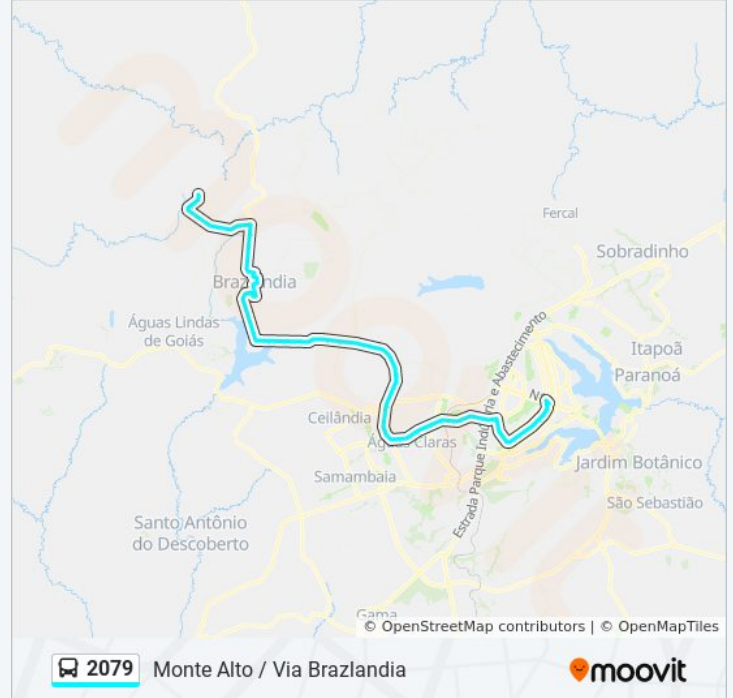 Fercal
Sobradinho
Brazlandia
Águas Lindas
de Goiás
Estrada Parque Indústria e Abastecimento
Itapoã
Paranoá
Ceilândia
Águas Claras
Samambaia
Jardim Botânico
São Sebastião
Santo Antônio
do Descoberto
Gama
© OpenStreetMap contributors | © OpenMapTiles
2079 Monte Alto / Via Brazlandia
moovit